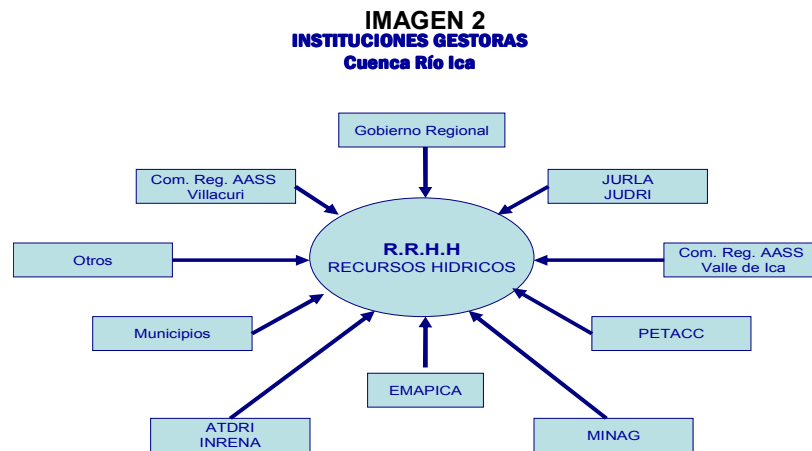 IMAGEN 2
INSTITUCIONES GESTORAS
Cuenca Río Ica
Gobierno Regional
Com. Reg. AASS
Villacuri
JURLA
JUDRI
R.R.H.H
RECURSOS HIDRICOS
Otros
Com. Reg. AASS
Valle de Ica
Municipios
PETACC
EMAPICA
ATDRI
INRENA
MINAG